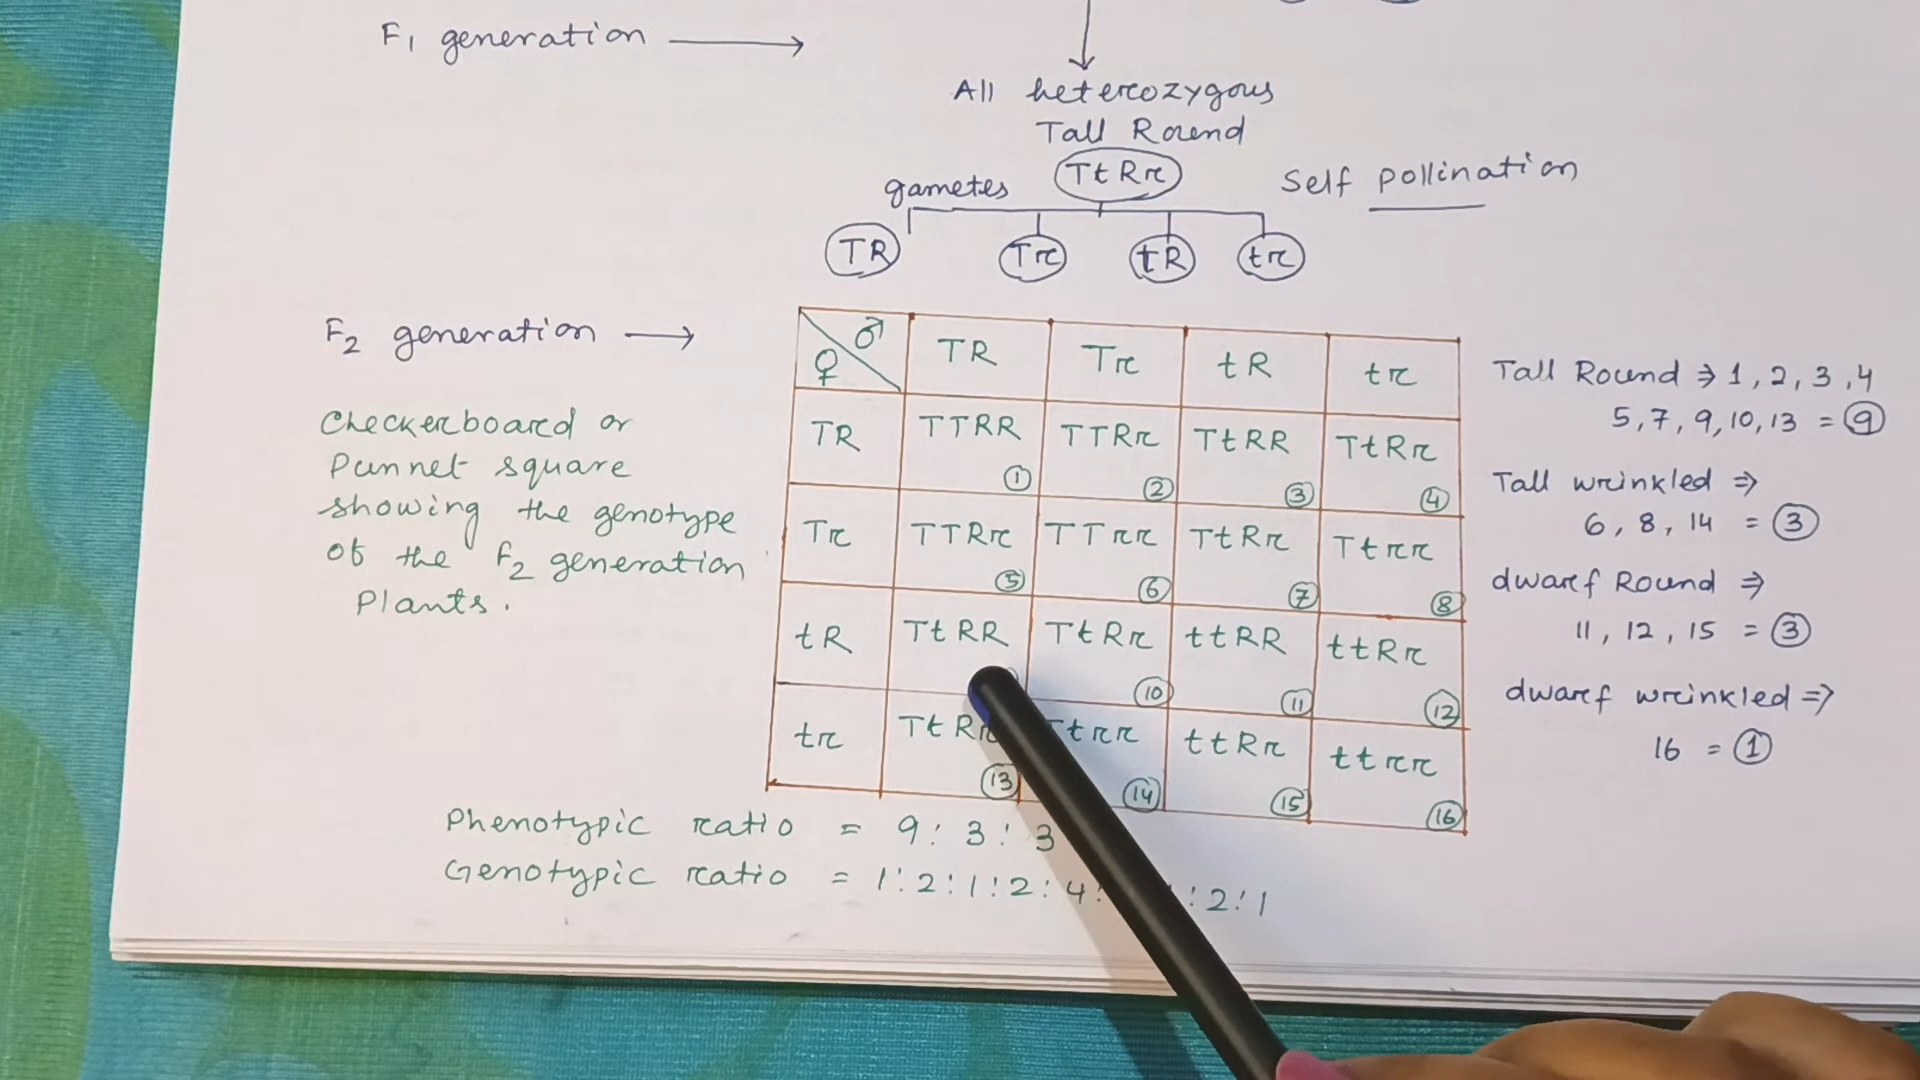 F1 generation
All heterozygous
Tall Round
TtRr
gametes
Self pollination
TR Tr tR tr
F2 generation
♀ ♂ TR Tr tR tr
TR TTRR 1 TTRr 2 TtRR 3 TtRr 4
Tr TTRr 5 TTrr 6 TtRr 7 Ttrr 8
tR TtRR TtRr 10 ttRR 11 ttRr 12
tr TtRr 13 trr 14 ttRr 15 ttrr 16
Checkerboard or
Punnet square
showing the genotype
of the F2 generation
Plants.
Tall Round ⇒ 1, 2, 3, 4
5, 7, 9, 10, 13 = 9
Tall wrinkled ⇒
6, 8, 14 = 3
dwarf Round ⇒
11, 12, 15 = 3
dwarf wrinkled ⇒
16 = 1
Phenotypic ratio = 9:3:3
Genotypic ratio = 1:2:1:2:4: :2:1